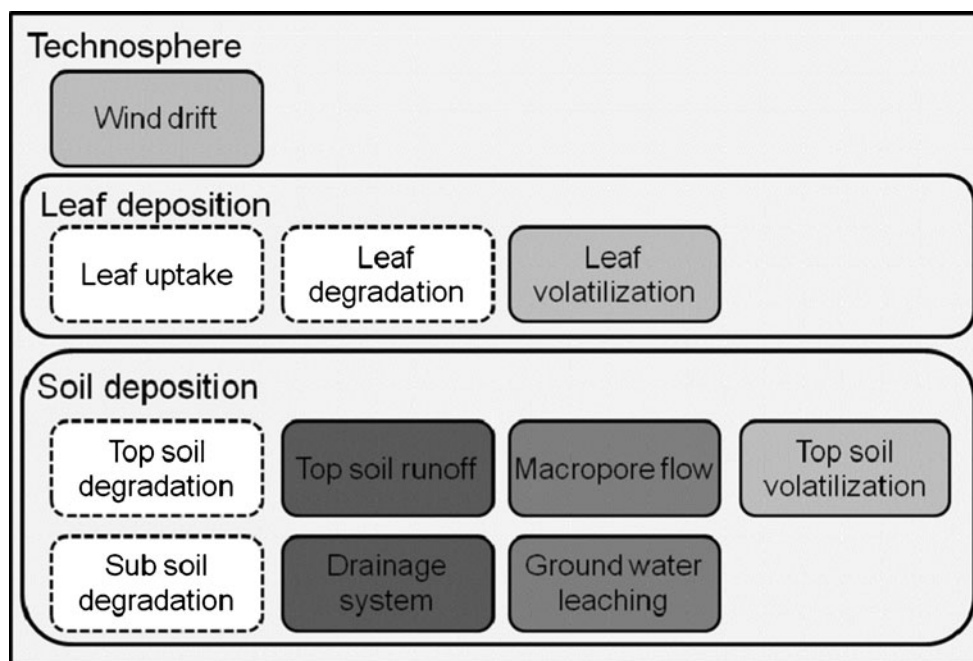 Technosphere
Wind drift
Leaf deposition
Leaf uptake
Leaf
degradation
Leaf
volatilization
Soil deposition
Top soil
degradation
Top soil runoff
Macropore flow
Top soil
volatilization
Sub soil
degradation
Drainage
system
Ground water
leaching